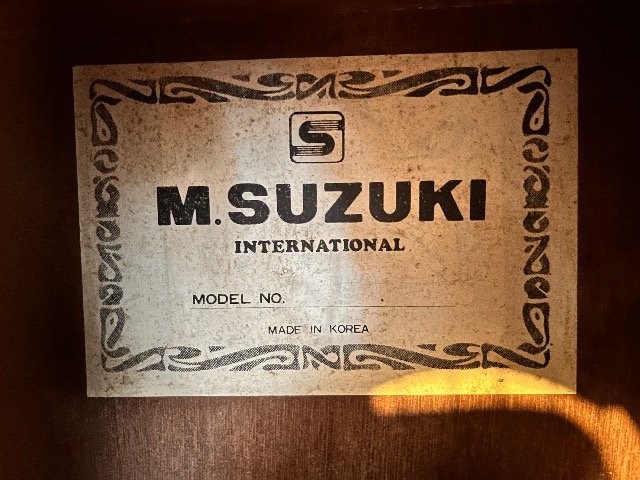 S
M.SUZUKI
INTERNATIONAL
MODEL NO.
MADE IN KOREA